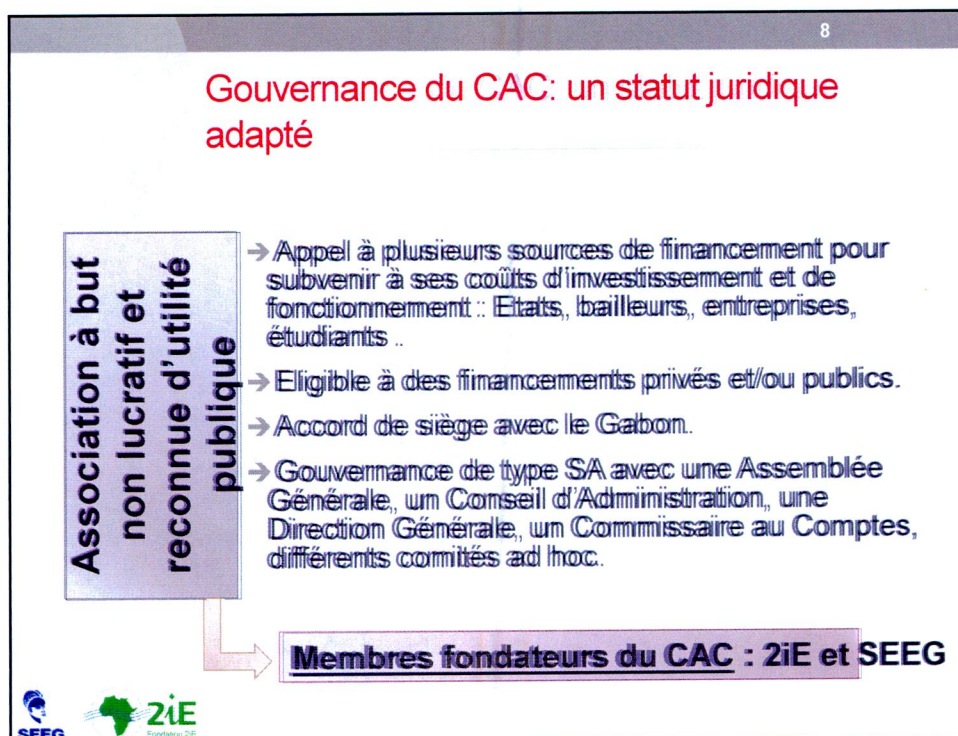 8
Gouvernance du CAC: un statut juridique
adapté
Association à but
non lucratif et
reconnue d'utilité
publique
→ Appel à plusieurs sources de financement pour
subvenir à ses coûts d'investissement et de
fonctionnement : Etats, bailleurs, entreprises,
étudiants .
→ Eligible à des financements privés et/ou publics.
→ Accord de siège avec le Gabon.
→ Gouvernance de type SA avec une Assemblée
Générale, un Conseil d'Administration, une
Direction Générale, un Commissaire au Comptes,
différents comités ad hoc.
Membres fondateurs du CAC : 2iE et SEEG
SEEG
2iE
Fondation 2iE